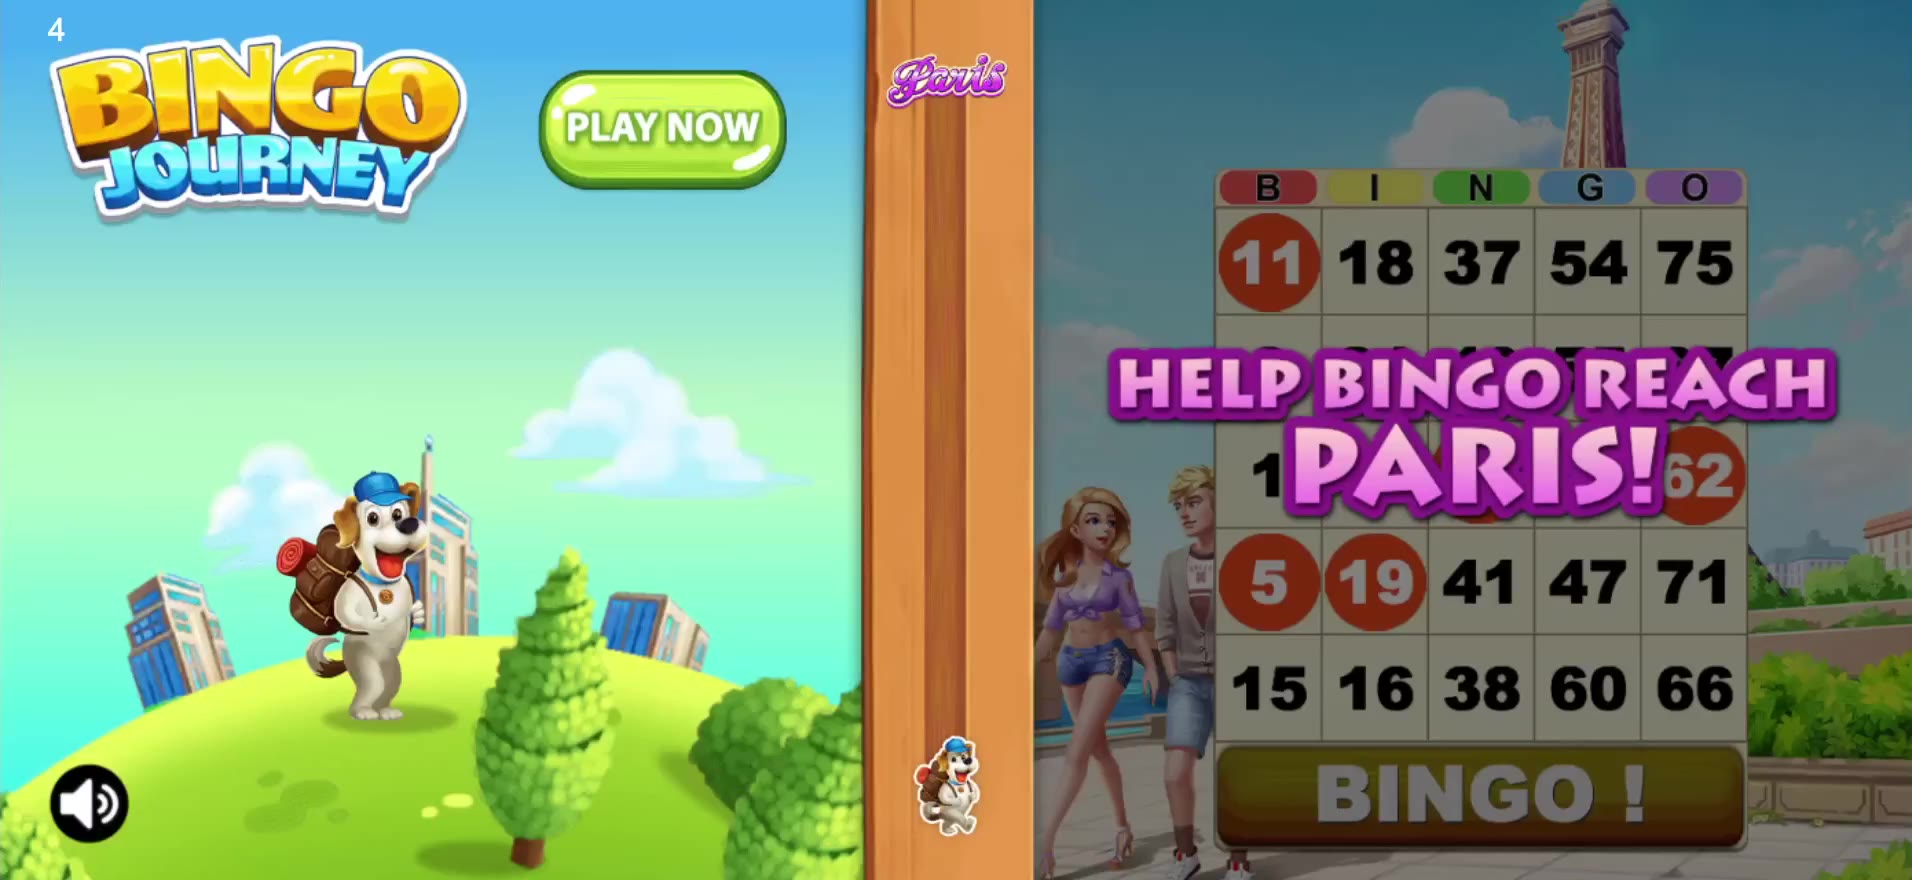 4
BINGO
JOURNEY
PLAY NOW
Paris
B I N G O
11 18 37 54 75
HELP BINGO REACH
PARIS!
62
5 19 41 47 71
15 16 38 60 66
BINGO !